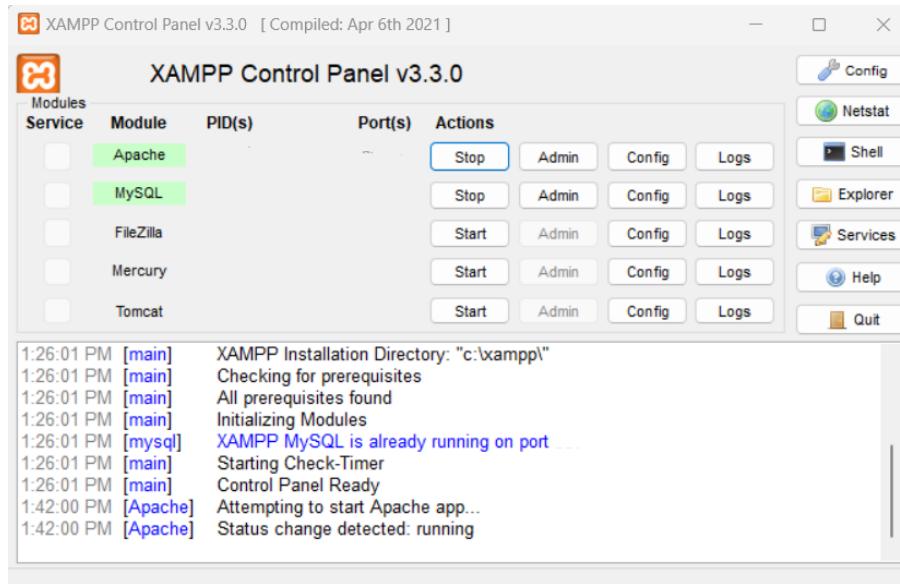 XAMPP Control Panel v3.3.0 [ Compiled: Apr 6th 2021 ]
XAMPP Control Panel v3.3.0
Config
Modules
Service Module PID(s) Port(s) Actions
Netstat
Apache Stop Admin Config Logs
Shell
MySQL Stop Admin Config Logs
Explorer
FileZilla Start Admin Config Logs
Services
Mercury Start Admin Config Logs
Help
Tomcat Start Admin Config Logs
Quit
1:26:01 PM [main] XAMPP Installation Directory: "c:\xampp\"
1:26:01 PM [main] Checking for prerequisites
1:26:01 PM [main] All prerequisites found
1:26:01 PM [main] Initializing Modules
1:26:01 PM [mysql] XAMPP MySQL is already running on port
1:26:01 PM [main] Starting Check-Timer
1:26:01 PM [main] Control Panel Ready
1:42:00 PM [Apache] Attempting to start Apache app...
1:42:00 PM [Apache] Status change detected: running